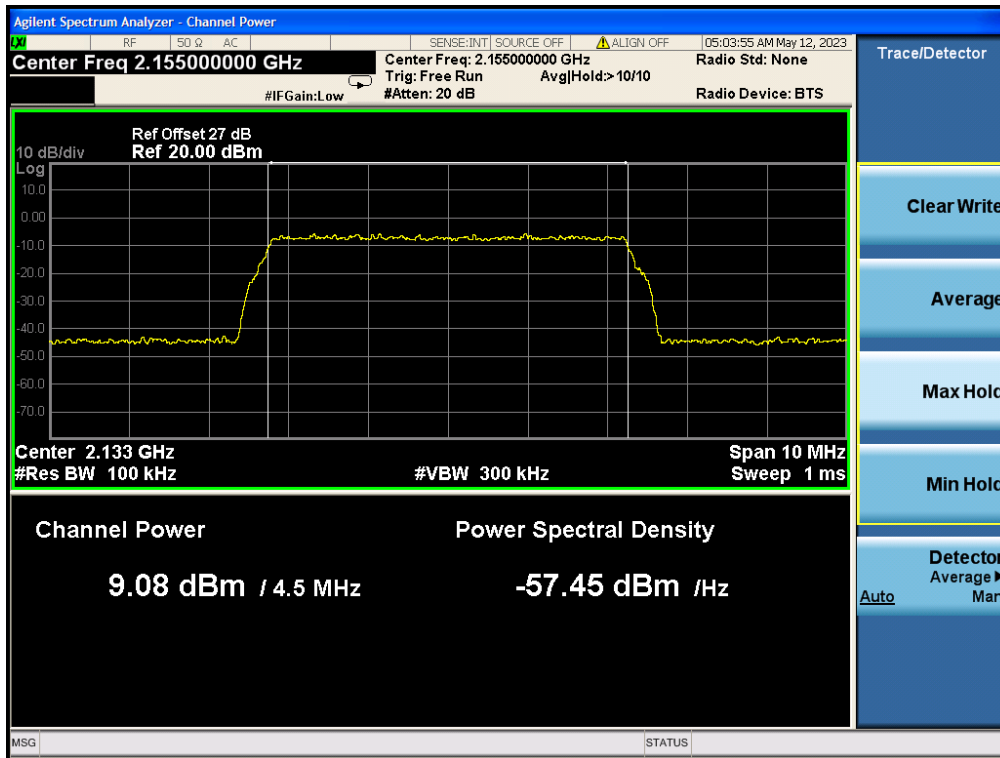 Agilent Spectrum Analyzer - Channel Power
LXI RF 50 Ω AC SENSE:INT SOURCE OFF ALIGN OFF 05:03:55 AM May 12, 2023
Center Freq 2.155000000 GHz
Center Freq: 2.155000000 GHz
Radio Std: None
Trig: Free Run Avg|Hold:> 10/10
#IFGain:Low
#Atten: 20 dB
Radio Device: BTS
Ref Offset 27 dB
10 dB/div Ref 20.00 dBm
Log
10.0
0.00
-10.0
-20.0
-30.0
-40.0
-50.0
-60.0
-70.0
Center 2.133 GHz Span 10 MHz
#Res BW 100 kHz #VBW 300 kHz Sweep 1 ms
Channel Power Power Spectral Density
9.08 dBm / 4.5 MHz -57.45 dBm /Hz
MSG STATUS
Trace/Detector
Clear Write
Average
Max Hold
Min Hold
Detector
Average
Auto Man